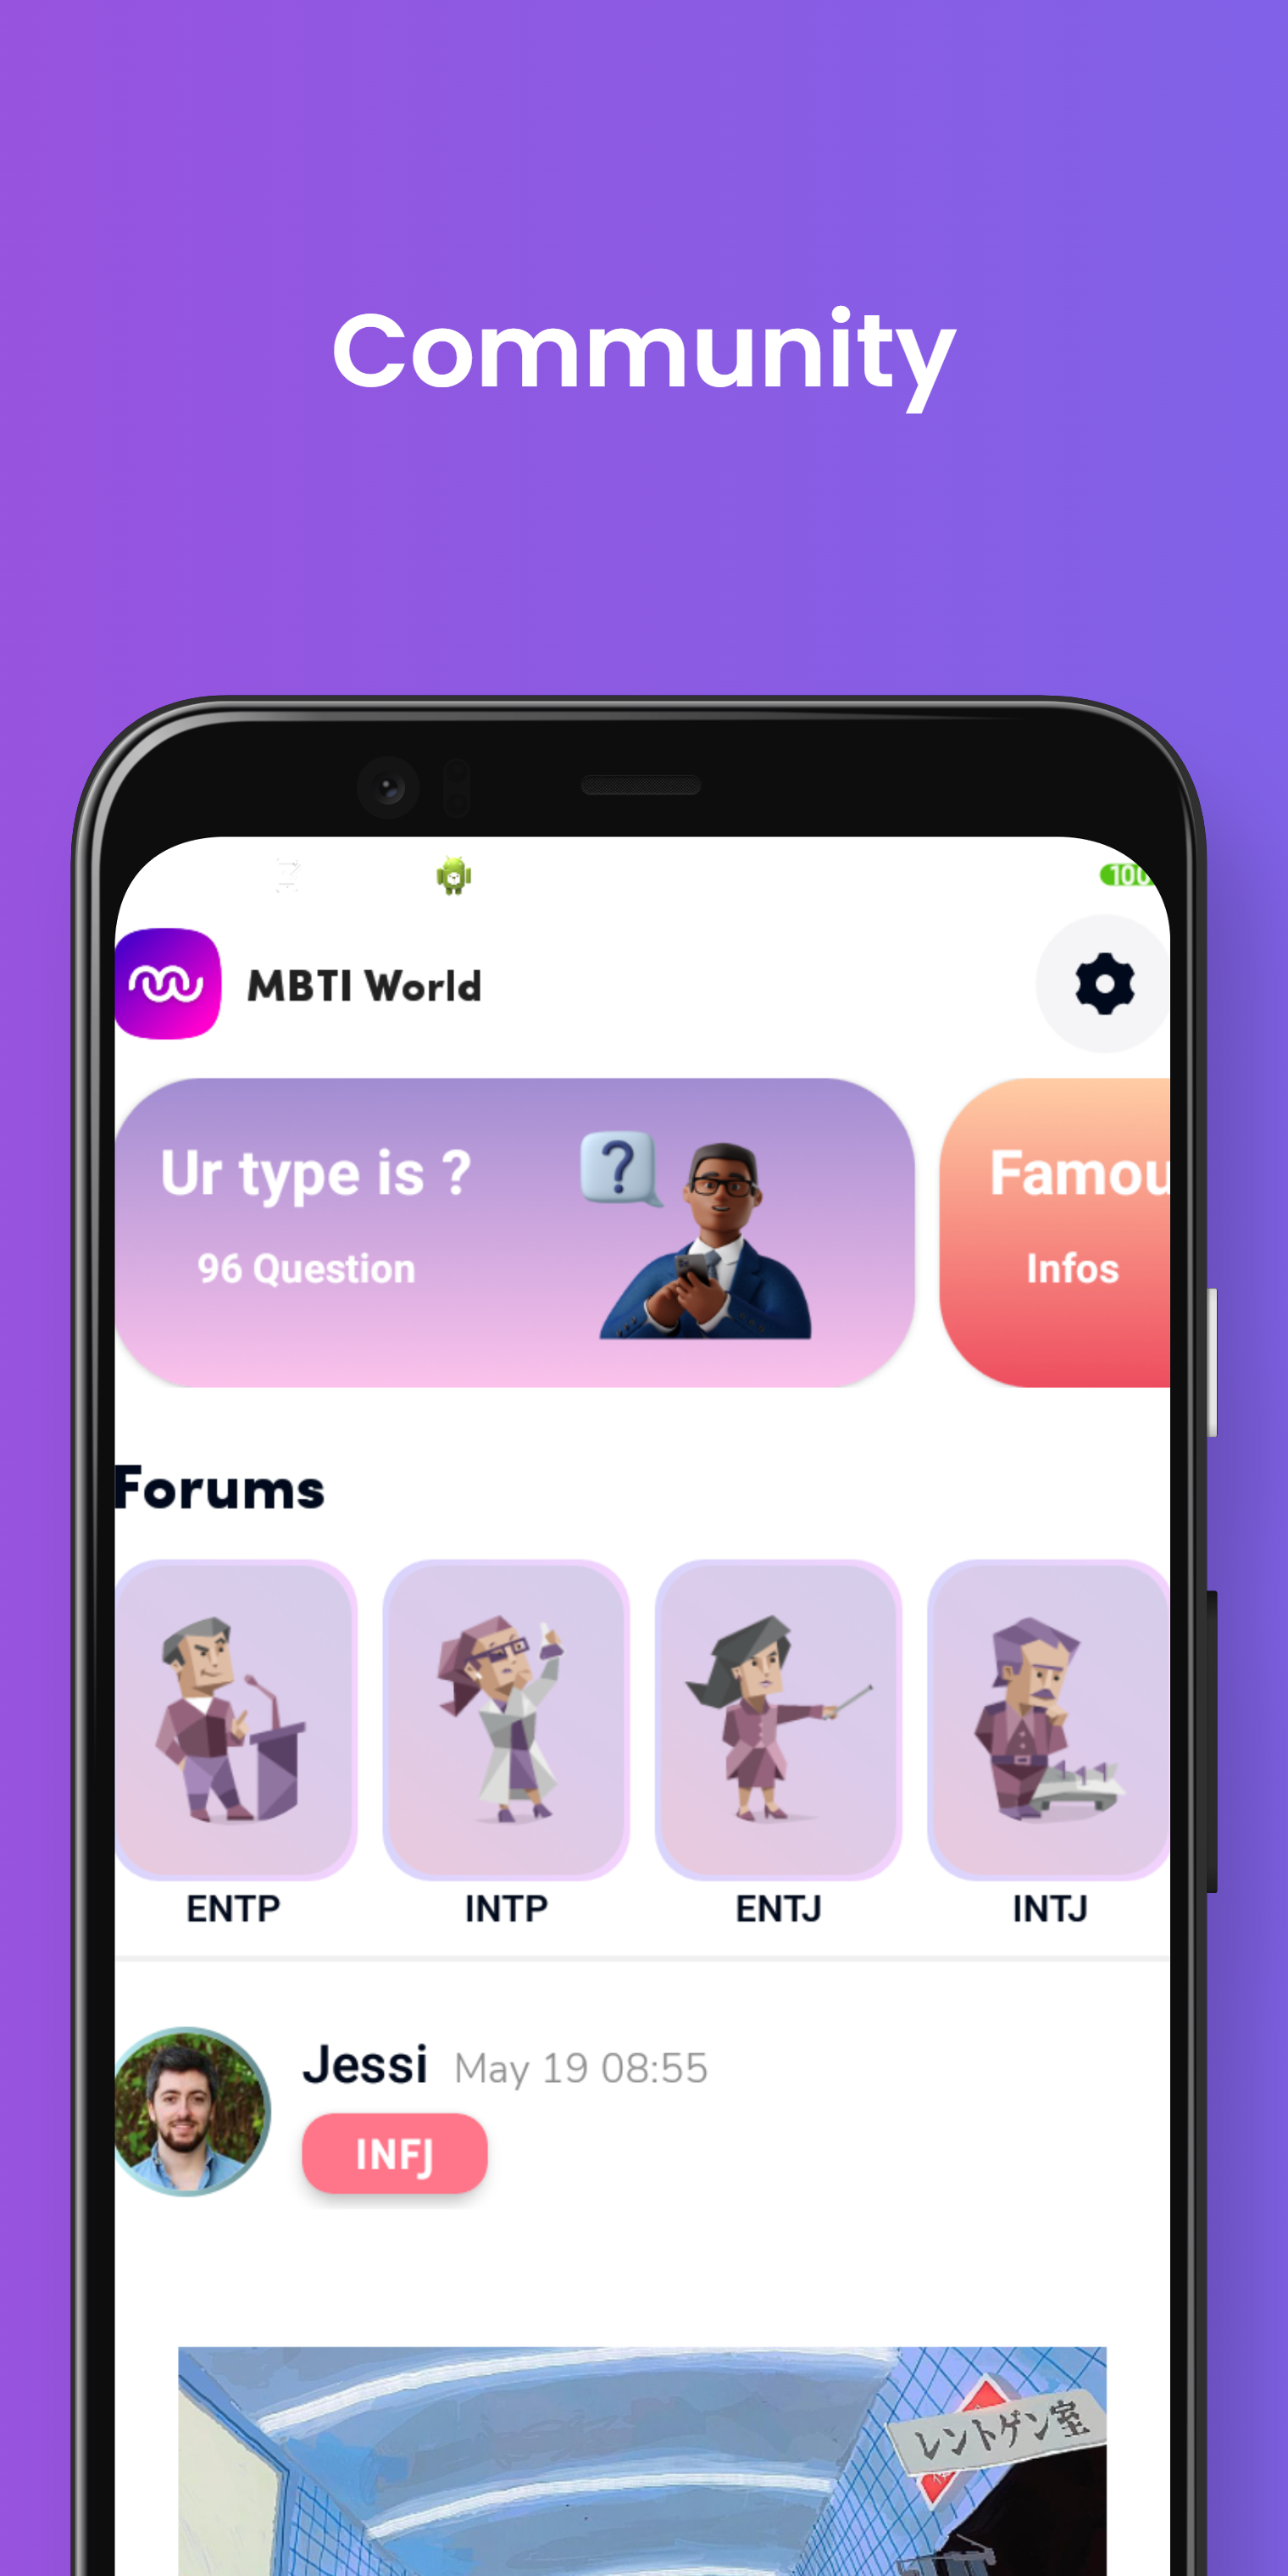 Community
100
MBTI World
Ur type is ?
?
96 Question
Famou
Infos
Forums
ENTP
INTP
ENTJ
INTJ
Jessi May 19 08:55
INFJ
レントゲン室